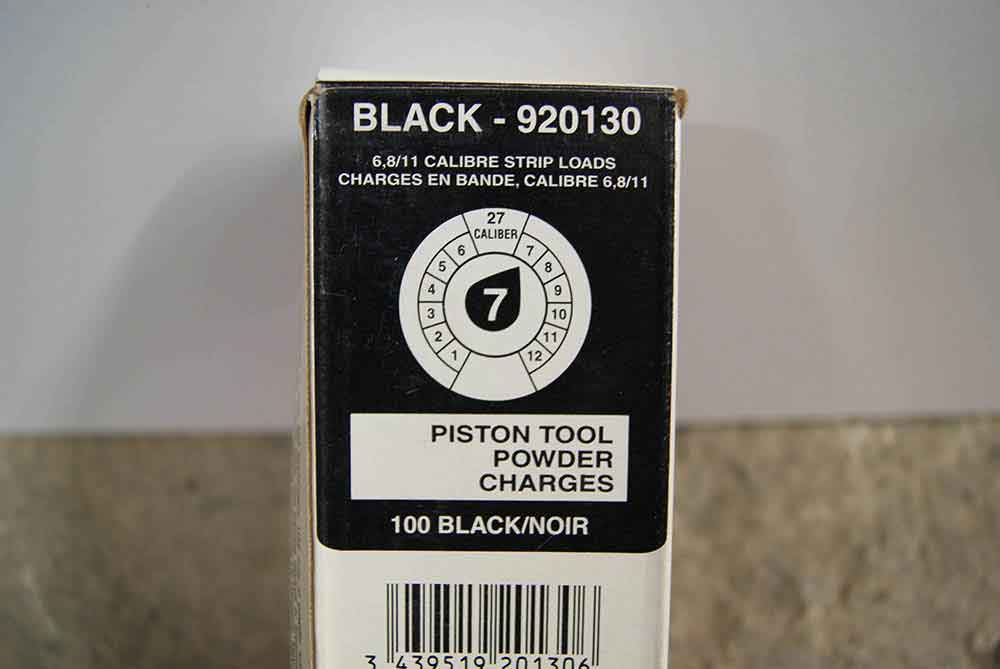 BLACK - 920130
6,8/11 CALIBRE STRIP LOADS
CHARGES EN BANDE, CALIBRE 6,8/11
27
CALIBER
6 7
5 8
4 9
3 10
2 11
1 12
7
PISTON TOOL
POWDER
CHARGES
100 BLACK/NOIR
3 439519 201306